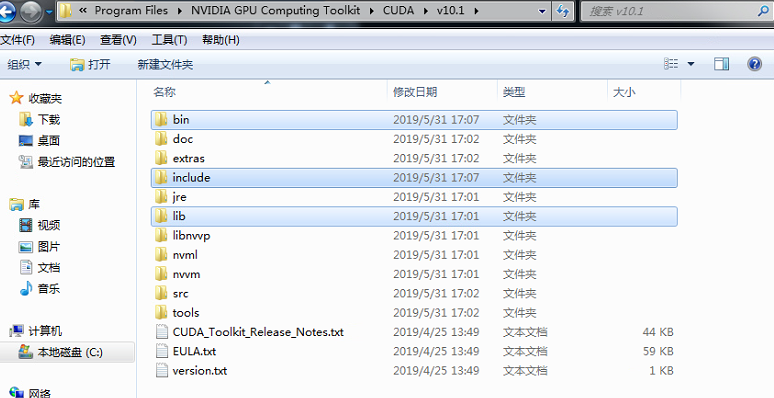 « Program Files ▸ NVIDIA GPU Computing Toolkit ▸ CUDA ▸ v10.1 ▸
搜索 v10.1
文件(F) 编辑(E) 查看(V) 工具(T) 帮助(H)
组织 打开 新建文件夹
收藏夹
下载
桌面
最近访问的位置
库
视频
图片
文档
音乐
计算机
本地磁盘 (C:)
网络
名称 修改日期 类型 大小
bin 2019/5/31 17:07 文件夹
doc 2019/5/31 17:02 文件夹
extras 2019/5/31 17:02 文件夹
include 2019/5/31 17:07 文件夹
jre 2019/5/31 17:01 文件夹
lib 2019/5/31 17:01 文件夹
libnvvp 2019/5/31 17:01 文件夹
nvml 2019/5/31 17:01 文件夹
nvvm 2019/5/31 17:01 文件夹
src 2019/5/31 17:02 文件夹
tools 2019/5/31 17:02 文件夹
CUDA_Toolkit_Release_Notes.txt 2019/4/25 13:49 文本文档 44 KB
EULA.txt 2019/4/25 13:49 文本文档 59 KB
version.txt 2019/4/25 13:49 文本文档 1 KB